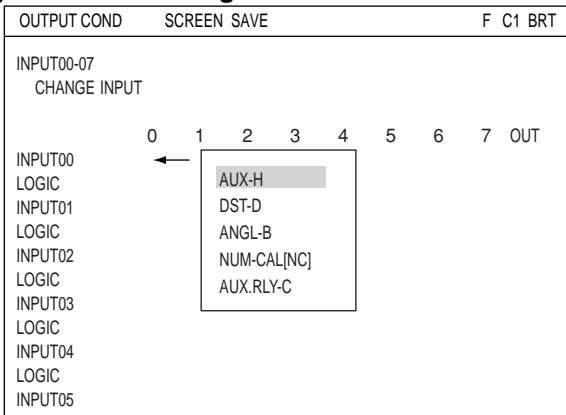 OUTPUT COND SCREEN SAVE F C1 BRT
INPUT00-07
CHANGE INPUT
0 1 2 3 4 5 6 7 OUT
INPUT00
LOGIC
INPUT01
LOGIC
INPUT02
LOGIC
INPUT03
LOGIC
INPUT04
LOGIC
INPUT05
AUX-H
DST-D
ANGL-B
NUM-CAL[NC]
AUX.RLY-C